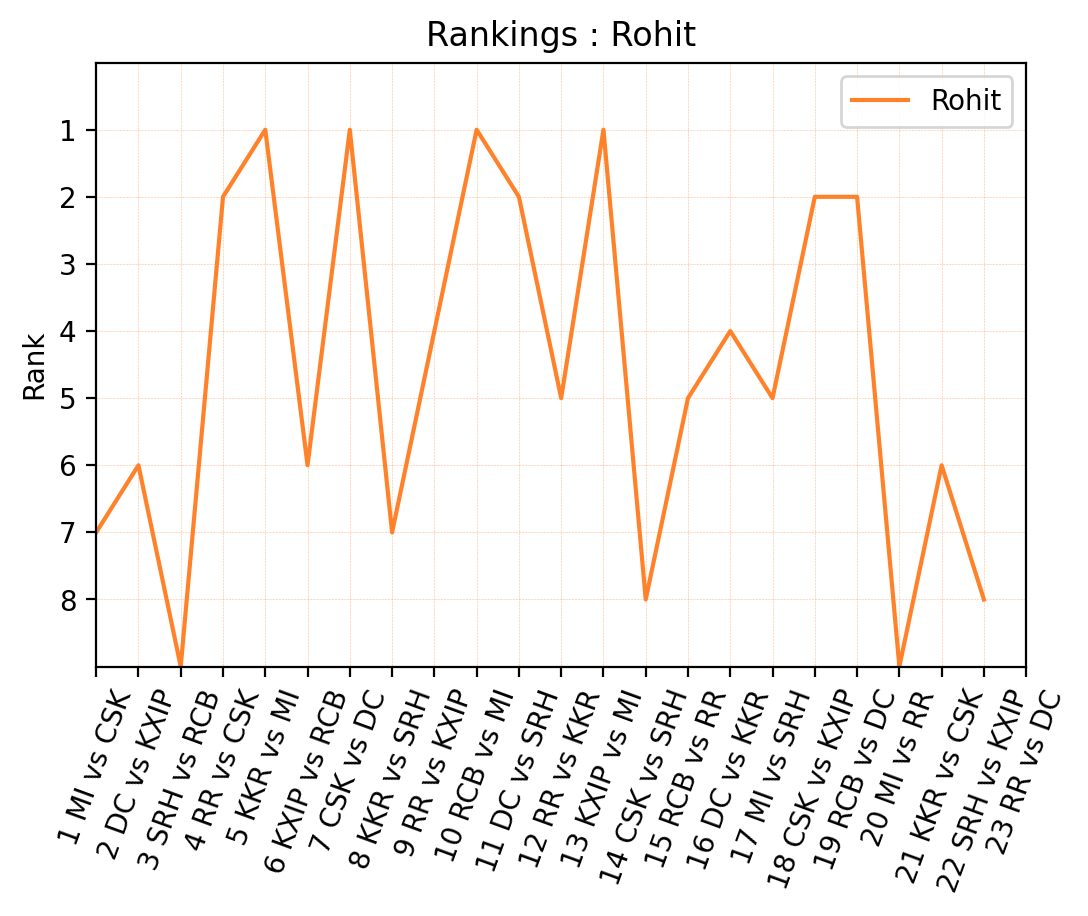 Rankings : Rohit
Rohit
Rank
1
2
3
4
5
6
7
8
1 MI vs CSK
2 DC vs KXIP
3 SRH vs RCB
4 RR vs CSK
5 KKR vs MI
6 KXIP vs RCB
7 CSK vs DC
8 KKR vs SRH
9 RR vs KXIP
10 RCB vs MI
11 DC vs SRH
12 RR vs KKR
13 KXIP vs MI
14 CSK vs SRH
15 RCB vs RR
16 DC vs KKR
17 MI vs SRH
18 CSK vs KXIP
19 RCB vs DC
20 MI vs RR
21 KKR vs CSK
22 SRH vs KXIP
23 RR vs DC